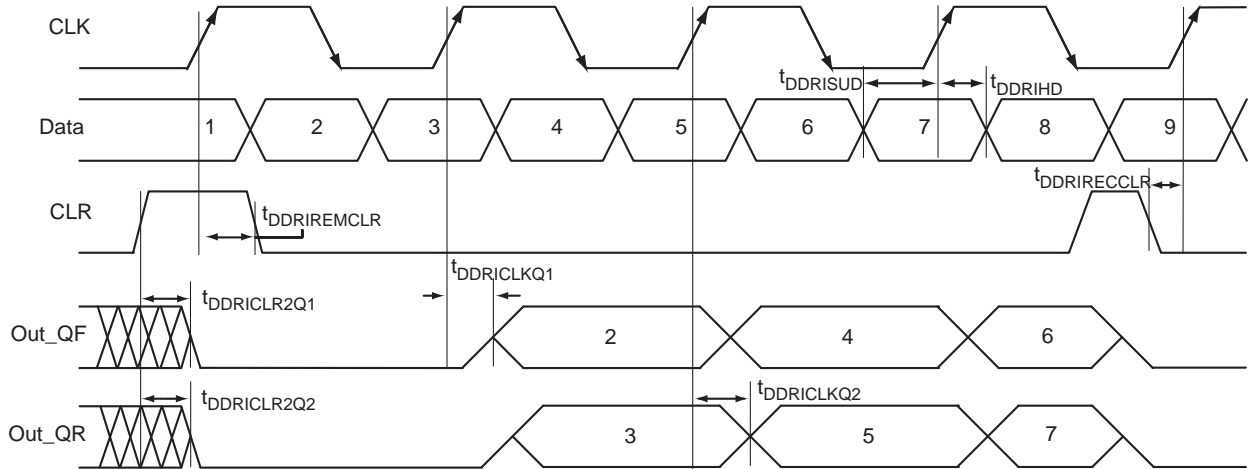 CLK
tDDRISUD
tDDRIHD
Data
1 2 3 4 5 6 7 8 9
tDDRIRECCLR
CLR
tDDRIREMCLR
tDDRICLKQ1
tDDRICLR2Q1
Out_QF
2 4 6
tDDRICLR2Q2
tDDRICLKQ2
Out_QR
3 5 7